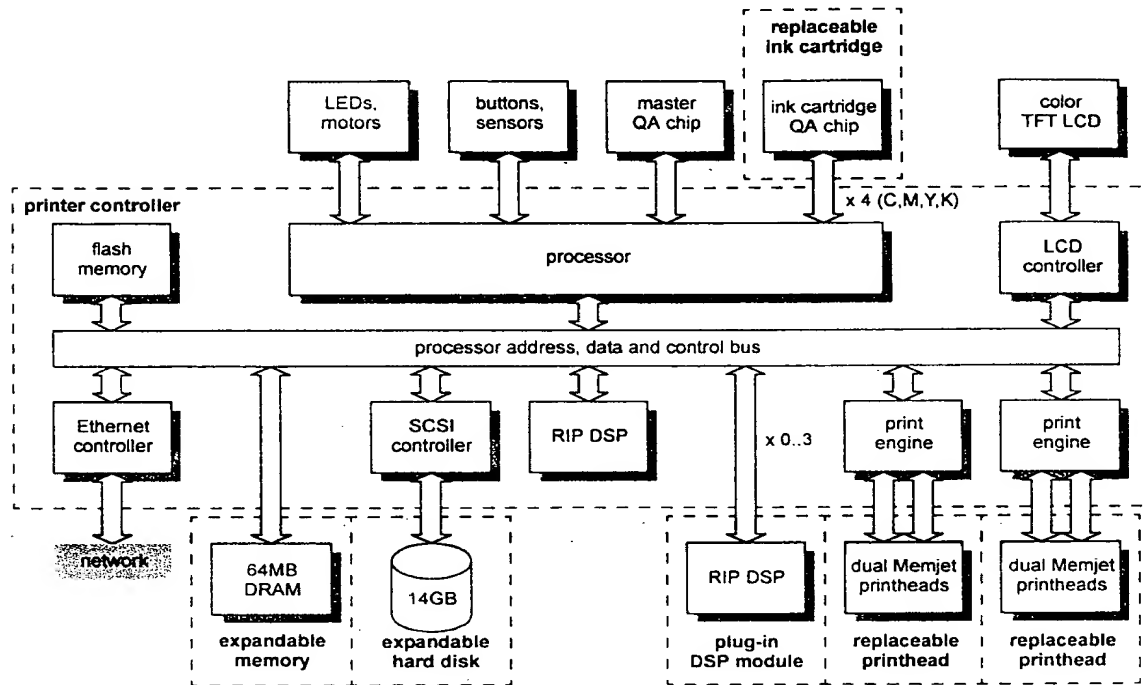 replaceable
ink cartridge
LEDs,
motors
buttons,
sensors
master
QA chip
ink cartridge
QA chip
color
TFT LCD
printer controller
x 4 (C,M,Y,K)
flash
memory
processor
LCD
controller
processor address, data and control bus
Ethernet
controller
SCSI
controller
RIP DSP
x 0..3
print
engine
print
engine
network
64MB
DRAM
14GB
RIP DSP
dual Memjet
printheads
dual Memjet
printheads
expandable
memory
expandable
hard disk
plug-in
DSP module
replaceable
printhead
replaceable
printhead